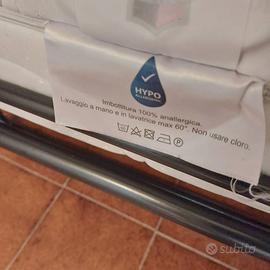 HYPO
Imbottitura 100% anallergica.
Lavaggio a mano e in lavatrice max 60°. Non usare cloro.
P
subito